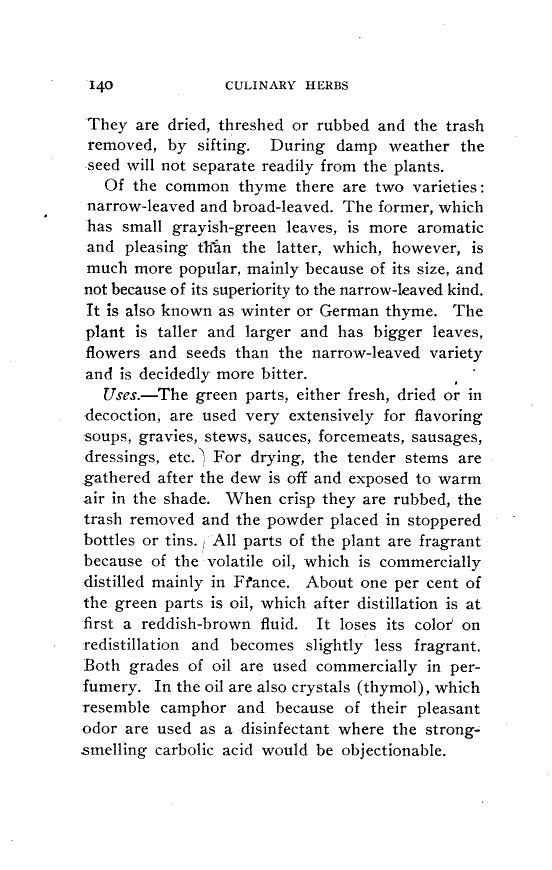 140 CULINARY HERBS
They are dried, threshed or rubbed and the trash
removed, by sifting. During damp weather the
seed will not separate readily from the plants.
Of the common thyme there are two varieties:
narrow-leaved and broad-leaved. The former, which
has small grayish-green leaves, is more aromatic
and pleasing than the latter, which, however, is
much more popular, mainly because of its size, and
not because of its superiority to the narrow-leaved kind.
It is also known as winter or German thyme. The
plant is taller and larger and has bigger leaves,
flowers and seeds than the narrow-leaved variety
and is decidedly more bitter.
Uses.—The green parts, either fresh, dried or in
decoction, are used very extensively for flavoring
soups, gravies, stews, sauces, forcemeats, sausages,
dressings, etc. For drying, the tender stems are
gathered after the dew is off and exposed to warm
air in the shade. When crisp they are rubbed, the
trash removed and the powder placed in stoppered
bottles or tins. All parts of the plant are fragrant
because of the volatile oil, which is commercially
distilled mainly in France. About one per cent of
the green parts is oil, which after distillation is at
first a reddish-brown fluid. It loses its color on
redistillation and becomes slightly less fragrant.
Both grades of oil are used commercially in per-
fumery. In the oil are also crystals (thymol), which
resemble camphor and because of their pleasant
odor are used as a disinfectant where the strong-
smelling carbolic acid would be objectionable.